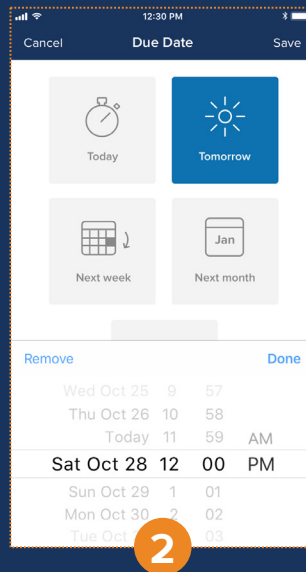 12:30 PM
Cancel Due Date Save
Today Tomorrow
Jan
Next week Next month
Remove Done
Wed Oct 25 9 57
Thu Oct 26 10 58
Today 11 59 AM
Sat Oct 28 12 00 PM
Sun Oct 29 1 01
Mon Oct 30 2 02
Tue Oct 03
2